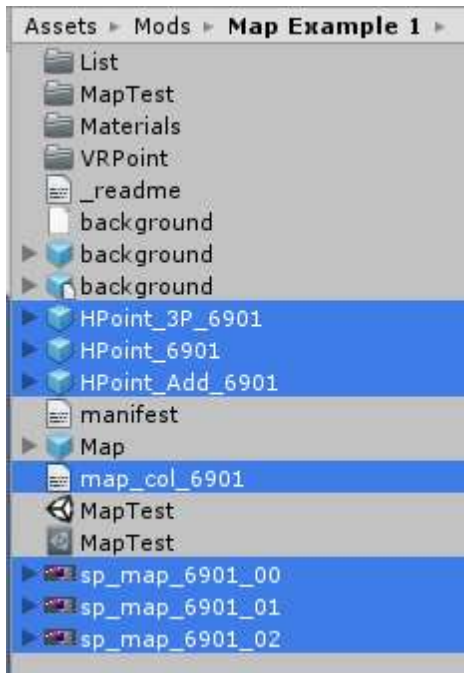 Assets ▸ Mods ▸ Map Example 1 ▸
List
MapTest
Materials
VRPoint
_readme
background
background
background
HPoint_3P_6901
HPoint_6901
HPoint_Add_6901
manifest
Map
map_col_6901
MapTest
MapTest
sp_map_6901_00
sp_map_6901_01
sp_map_6901_02